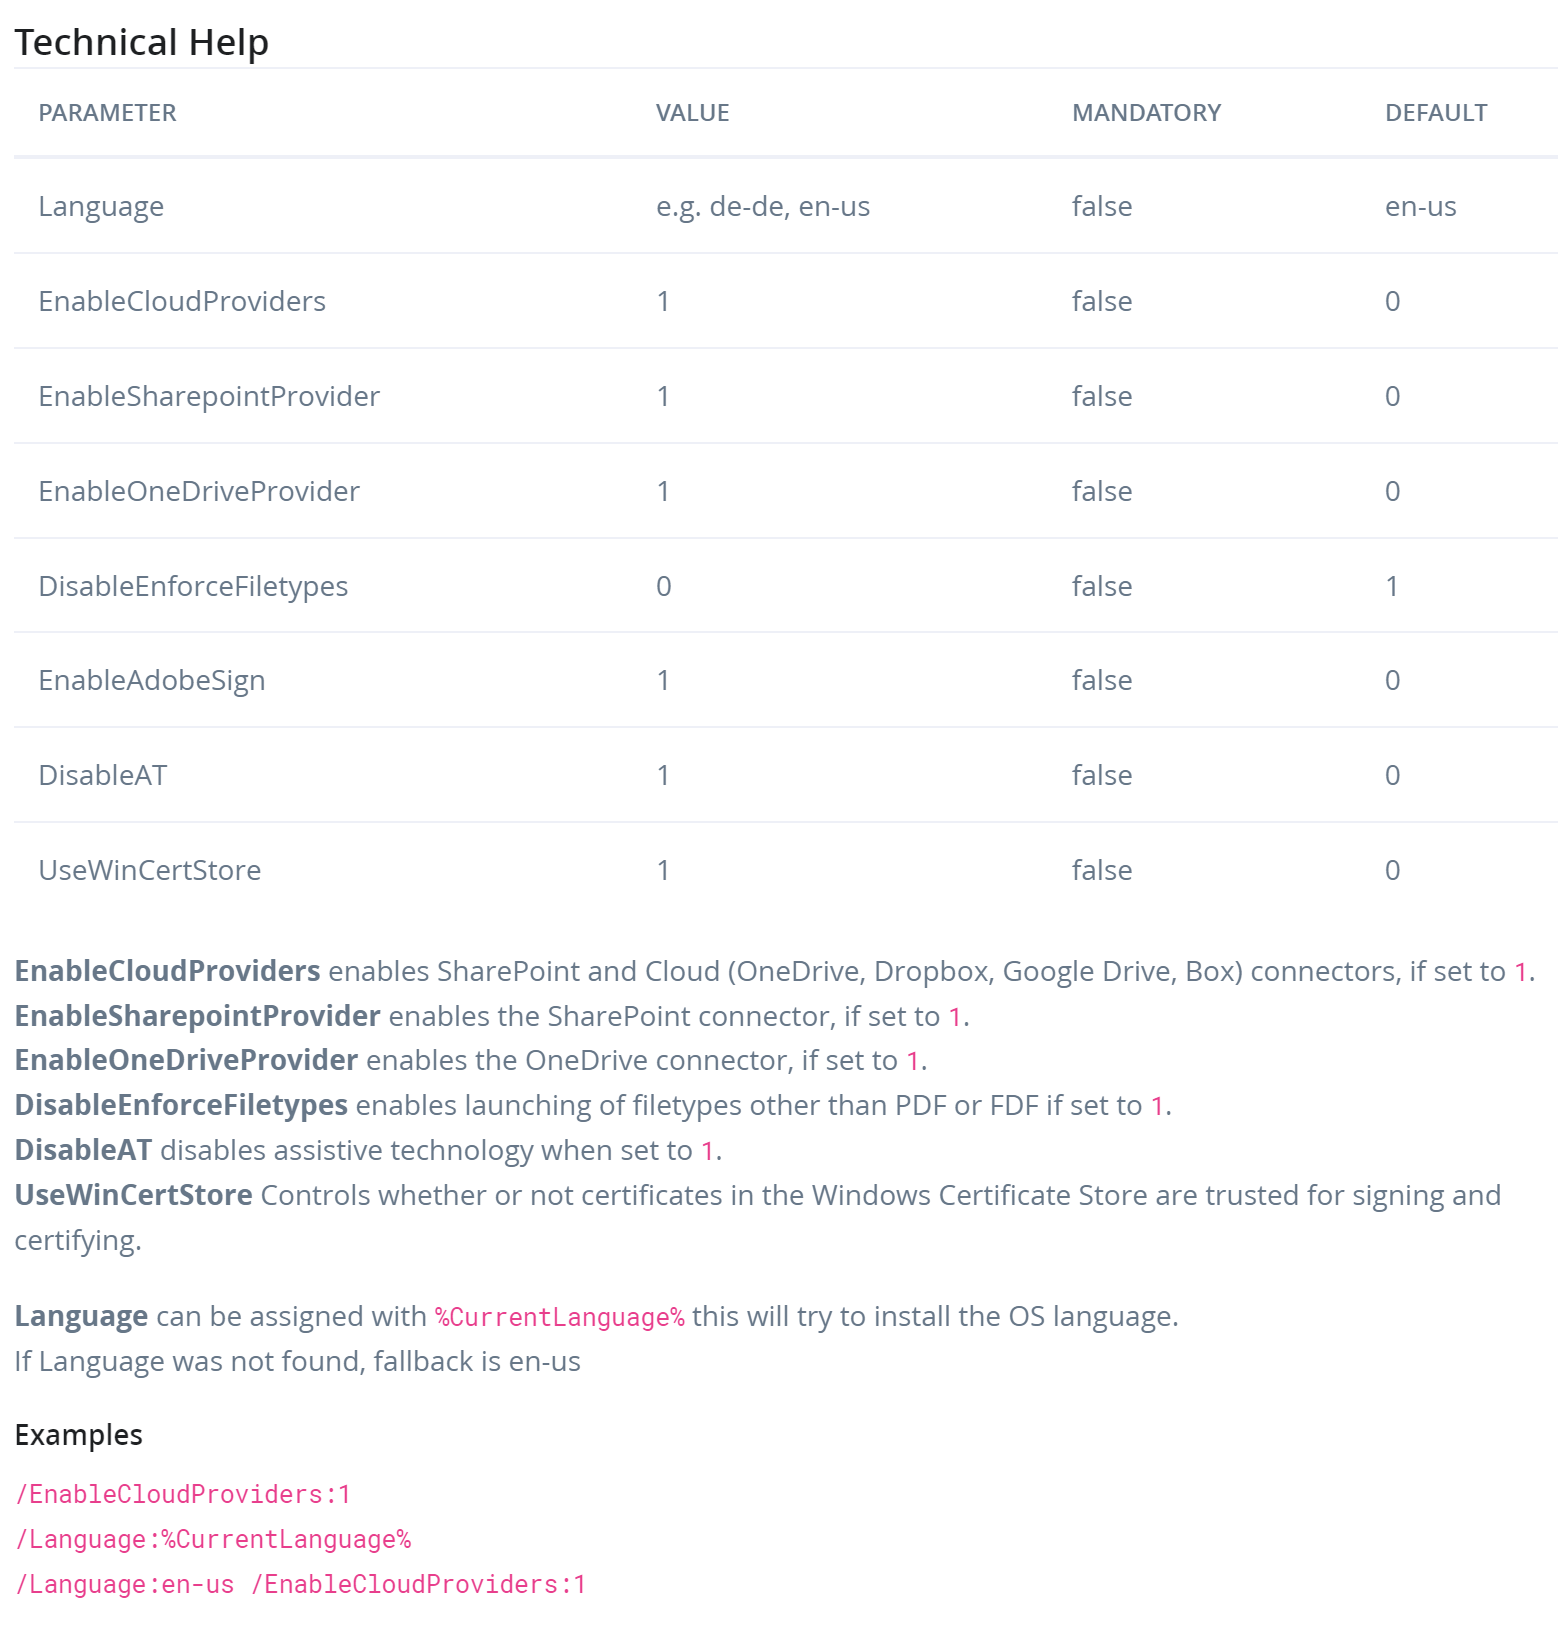 Technical Help
PARAMETER VALUE MANDATORY DEFAULT
Language e.g. de-de, en-us false en-us
EnableCloudProviders 1 false 0
EnableSharepointProvider 1 false 0
EnableOneDriveProvider 1 false 0
DisableEnforceFiletypes 0 false 1
EnableAdobeSign 1 false 0
DisableAT 1 false 0
UseWinCertStore 1 false 0
EnableCloudProviders enables SharePoint and Cloud (OneDrive, Dropbox, Google Drive, Box) connectors, if set to 1.
EnableSharepointProvider enables the SharePoint connector, if set to 1.
EnableOneDriveProvider enables the OneDrive connector, if set to 1.
DisableEnforceFiletypes enables launching of filetypes other than PDF or FDF if set to 1.
DisableAT disables assistive technology when set to 1.
UseWinCertStore Controls whether or not certificates in the Windows Certificate Store are trusted for signing and
certifying.
Language can be assigned with %CurrentLanguage% this will try to install the OS language.
If Language was not found, fallback is en-us
Examples
/EnableCloudProviders:1
/Language:%CurrentLanguage%
/Language:en-us /EnableCloudProviders:1